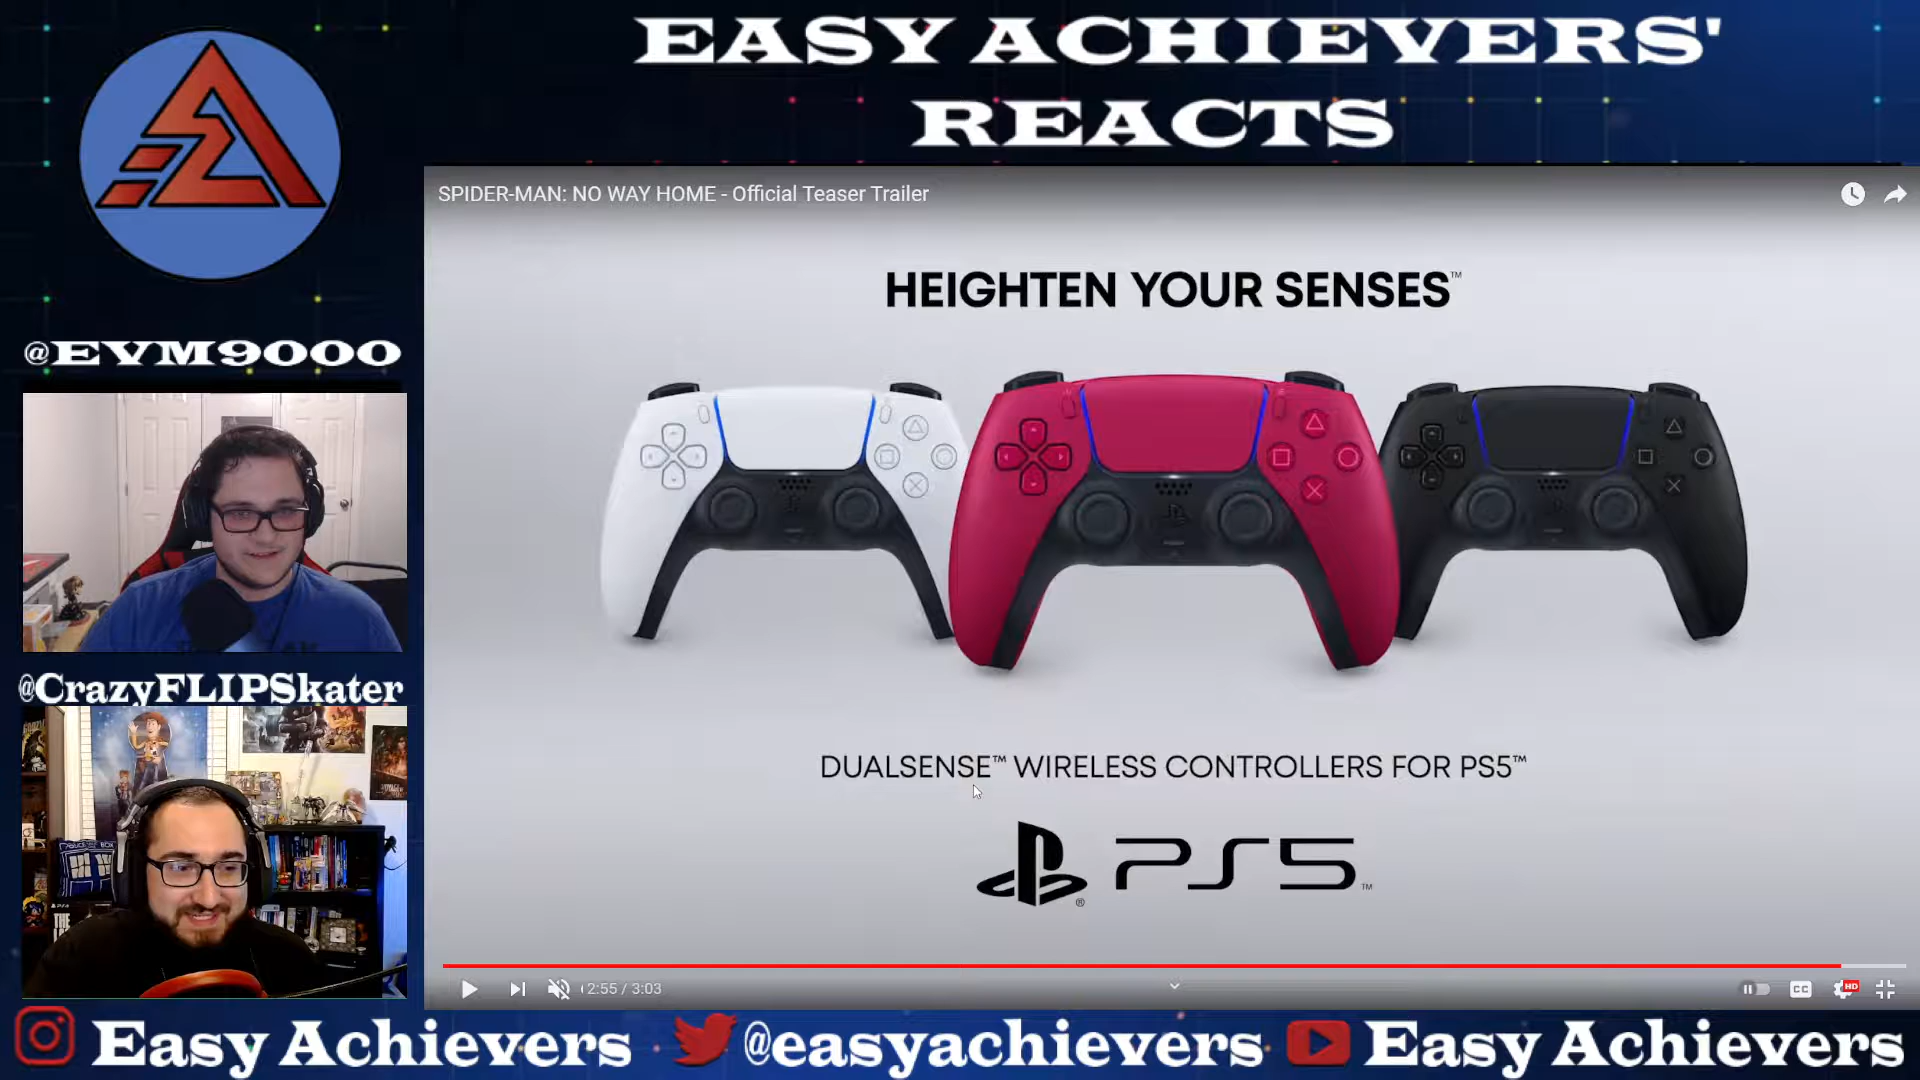 EASY ACHIEVERS'
REACTS
SPIDER-MAN: NO WAY HOME - Official Teaser Trailer
HEIGHTEN YOUR SENSES™
@EVM9000
@CrazyFLIPSkater
DUALSENSE™ WIRELESS CONTROLLERS FOR PS5™
PS5™
2:55 / 3:03
CC
HD
Easy Achievers
@easyachievers
Easy Achievers